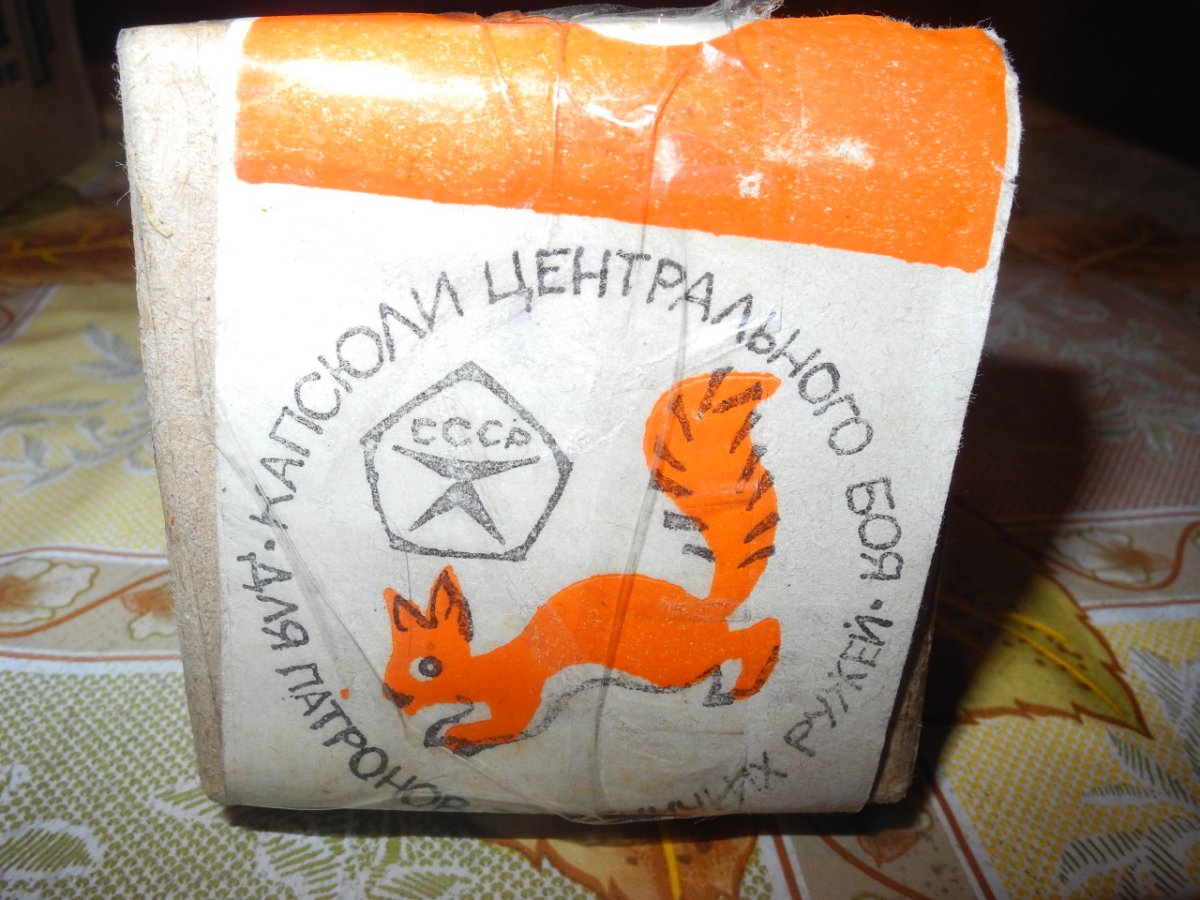 КАПСЮЛИ ЦЕНТРАЛЬНОГО БОЯ.
ДЛЯ ПАТРОНОВ РУЖЕЙ.
СССР